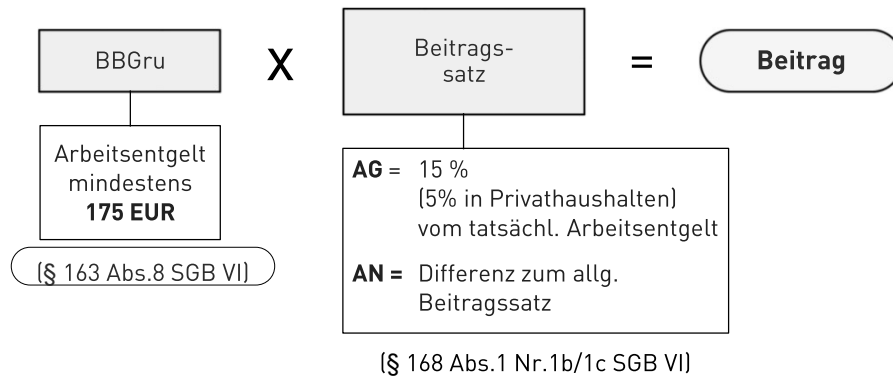 BBGru
X
Beitrags-
satz
=
Beitrag
Arbeitsentgelt
mindestens
175 EUR
(§ 163 Abs.8 SGB VI)
AG = 15 %
(5% in Privathaushalten)
vom tatsächl. Arbeitsentgelt
AN = Differenz zum allg.
Beitragssatz
(§ 168 Abs.1 Nr.1b/1c SGB VI)